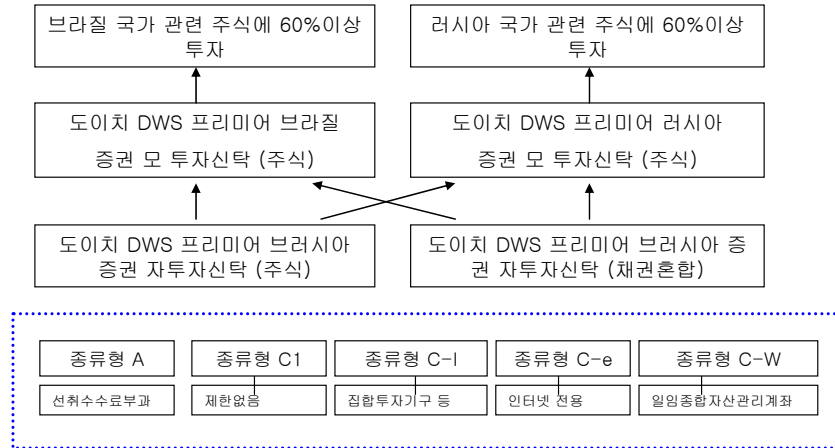 브라질 국가 관련 주식에 60%이상
투자
러시아 국가 관련 주식에 60%이상
투자
도이치 DWS 프리미어 브라질
증권 모 투자신탁 (주식)
도이치 DWS 프리미어 러시아
증권 모 투자신탁 (주식)
도이치 DWS 프리미어 브러시아
증권 자투자신탁 (주식)
도이치 DWS 프리미어 브러시아 증
권 자투자신탁 (채권혼합)
종류형 A
종류형 C1
종류형 C-I
종류형 C-e
종류형 C-W
선취수수료부과
제한없음
집합투자기구 등
인터넷 전용
일임종합자산관리계좌